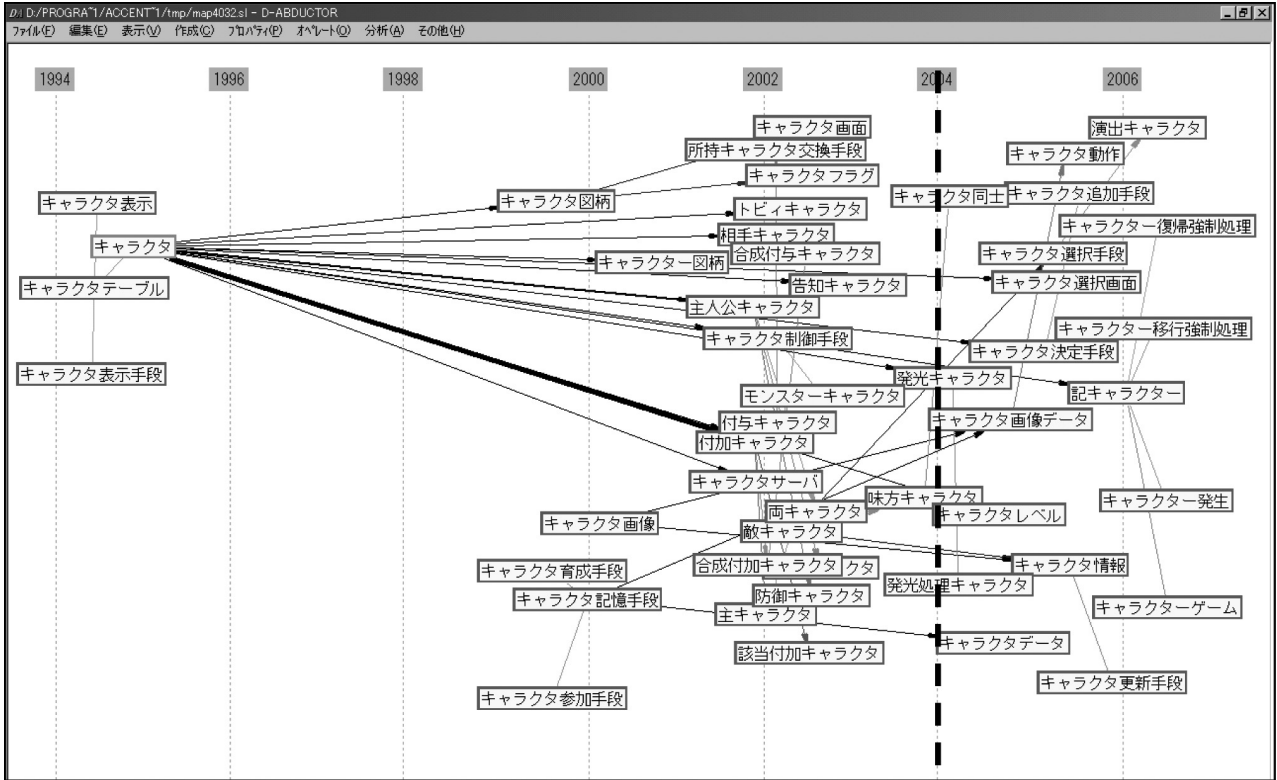 D:/PROGRA~1/ACCENT~1/tmp/map4032.sl - D-ABDUCTOR
ファイル(F) 編集(E) 表示(V) 作成(C) プロパティ(P) オペレート(O) 分析(A) その他(H)
1994 1996 1998 2000 2002 2004 2006
キャラクタ画面
演出キャラクタ
所持キャラクタ交換手段
キャラクタ動作
キャラクタフラグ
キャラクタ表示
キャラクタ図柄
キャラクタ同士
キャラクタ追加手段
トビィキャラクタ
キャラクター復帰強制処理
相手キャラクタ
キャラクタ
合成付与キャラクタ
キャラクタ選択手段
キャラクター図柄
キャラクタ選択画面
キャラクタテーブル
告知キャラクタ
主人公キャラクタ
キャラクター移行強制処理
キャラクタ制御手段
キャラクタ決定手段
キャラクタ表示手段
発光キャラクタ
モンスターキャラクタ
記キャラクター
付与キャラクタ
キャラクタ画像データ
付加キャラクタ
キャラクタサーバ
味方キャラクタ
キャラクター発生
両キャラクタ
キャラクタレベル
キャラクタ画像
敵キャラクタ
合成付加キャラクタ
クタ
キャラクタ情報
キャラクタ育成手段
発光処理キャラクタ
防御キャラクタ
キャラクタ記憶手段
キャラクターゲーム
主キャラクタ
キャラクタデータ
該当付加キャラクタ
キャラクタ更新手段
キャラクタ参加手段